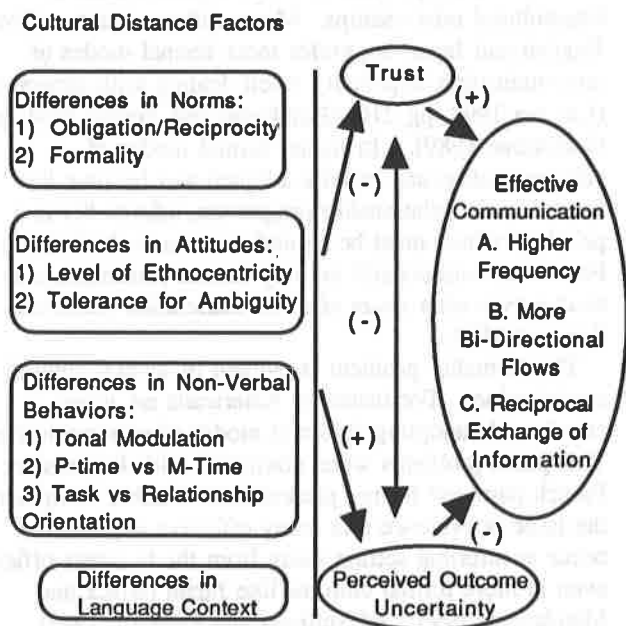 Cultural Distance Factors
Differences in Norms:
1) Obligation/Reciprocity
2) Formality
Differences in Attitudes:
1) Level of Ethnocentricity
2) Tolerance for Ambiguity
Differences in Non-Verbal
Behaviors:
1) Tonal Modulation
2) P-time vs M-Time
3) Task vs Relationship
Orientation
Differences in
Language Context
Trust
(+)
(-)
(-)
(+)
(-)
Perceived Outcome
Uncertainty
Effective
Communication
A. Higher
Frequency
B. More
Bi-Directional
Flows
C. Reciprocal
Exchange of
Information